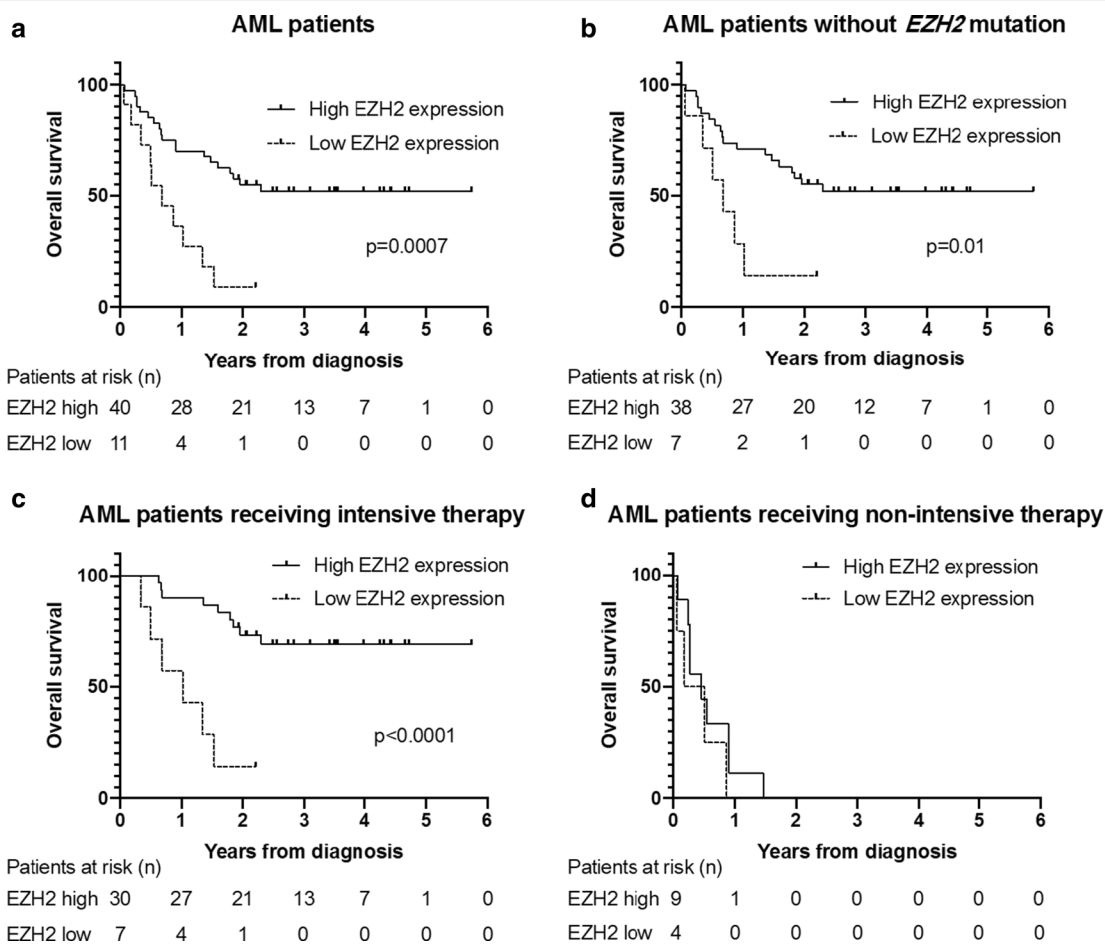 a
AML patients
100
50
0
Overall survival
High EZH2 expression
Low EZH2 expression
p=0.0007
0 1 2 3 4 5 6
Years from diagnosis
Patients at risk (n)
EZH2 high 40 28 21 13 7 1 0
EZH2 low 11 4 1 0 0 0 0
b
AML patients without EZH2 mutation
100
50
0
Overall survival
High EZH2 expression
Low EZH2 expression
p=0.01
0 1 2 3 4 5 6
Years from diagnosis
Patients at risk (n)
EZH2 high 38 27 20 12 7 1 0
EZH2 low 7 2 1 0 0 0 0
c
AML patients receiving intensive therapy
100
50
0
Overall survival
High EZH2 expression
Low EZH2 expression
p<0.0001
0 1 2 3 4 5 6
Years from diagnosis
Patients at risk (n)
EZH2 high 30 27 21 13 7 1 0
EZH2 low 7 4 1 0 0 0 0
d
AML patients receiving non-intensive therapy
100
50
0
Overall survival
High EZH2 expression
Low EZH2 expression
0 1 2 3 4 5 6
Years from diagnosis
Patients at risk (n)
EZH2 high 9 1 0 0 0 0 0
EZH2 low 4 0 0 0 0 0 0